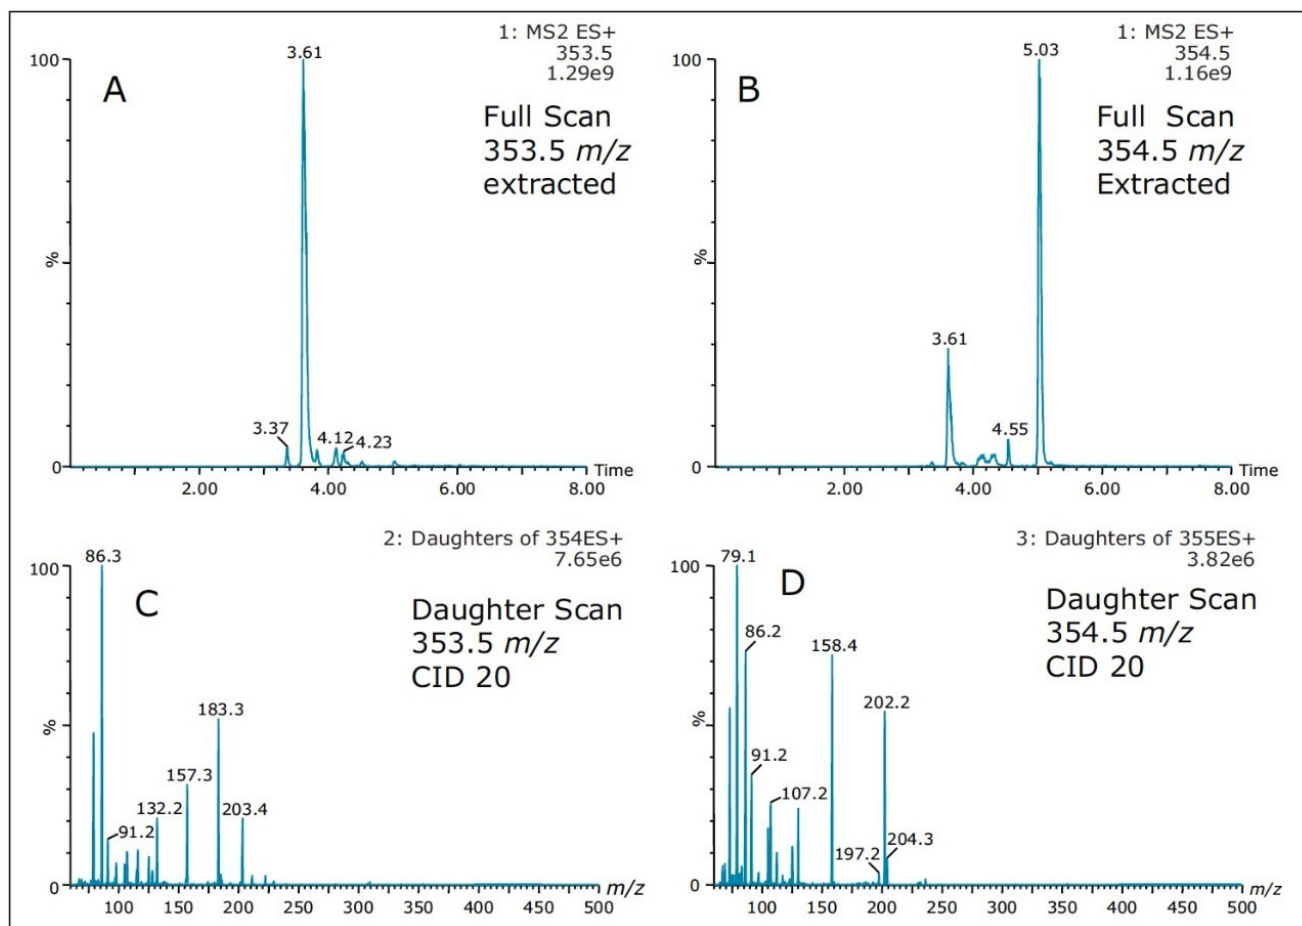 1: MS2 ES+
353.5
1.29e9
A
Full Scan
353.5 m/z
extracted
100
%
0
3.61
3.37
4.12
4.23
Time
2.00
4.00
6.00
8.00
1: MS2 ES+
354.5
1.16e9
B
Full Scan
354.5 m/z
Extracted
100
%
0
5.03
3.61
4.55
Time
2.00
4.00
6.00
8.00
2: Daughters of 354ES+
7.65e6
C
Daughter Scan
353.5 m/z
CID 20
100
%
0
86.3
183.3
157.3
132.2
203.4
91.2
m/z
100
150
200
250
300
350
400
450
500
3: Daughters of 355ES+
3.82e6
D
Daughter Scan
354.5 m/z
CID 20
100
%
0
79.1
86.2
158.4
202.2
91.2
107.2
204.3
197.2
m/z
100
150
200
250
300
350
400
450
500